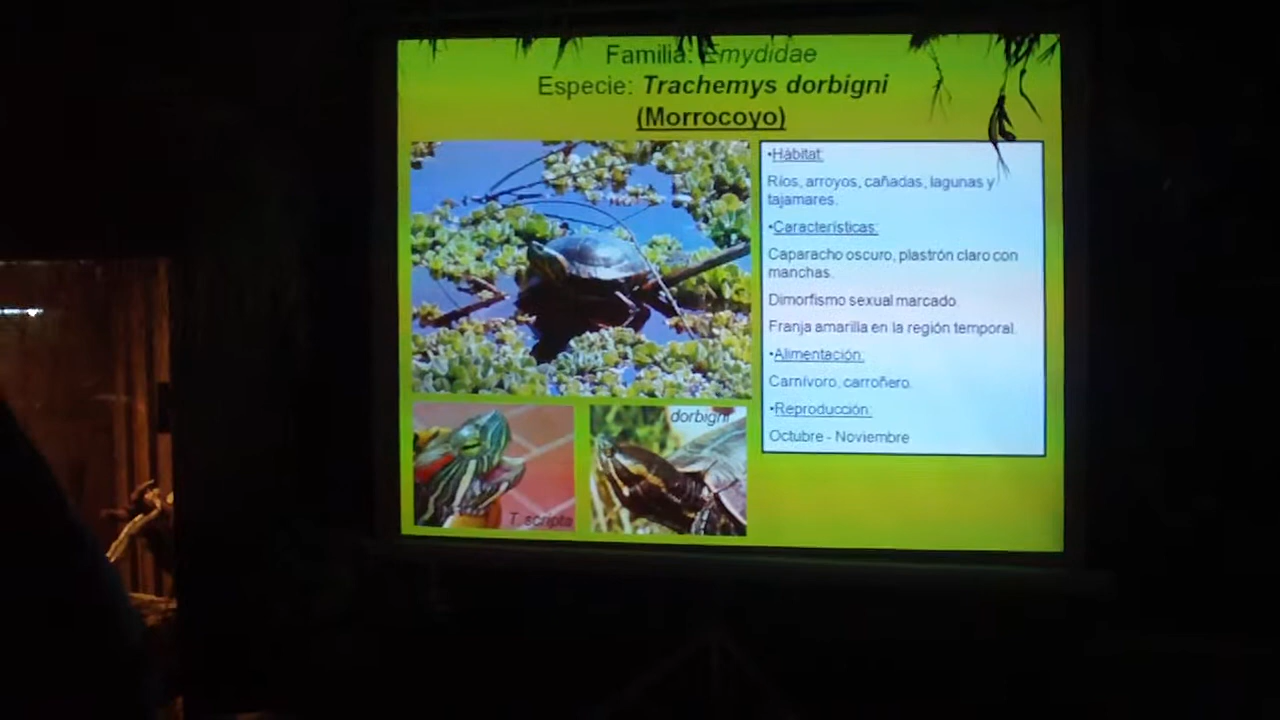 Familia: Emydidae
Especie: Trachemys dorbigni
(Morrocoyo)
•Hábitat:
Ríos, arroyos, cañadas, lagunas y
tajamares.
•Características:
Caparacho oscuro, plastrón claro con
manchas.
Dimorfismo sexual marcado
Franja amarilla en la región temporal.
•Alimentación:
Carnívoro, carroñero.
•Reproducción:
Octubre - Noviembre
T. scripta
dorbigni